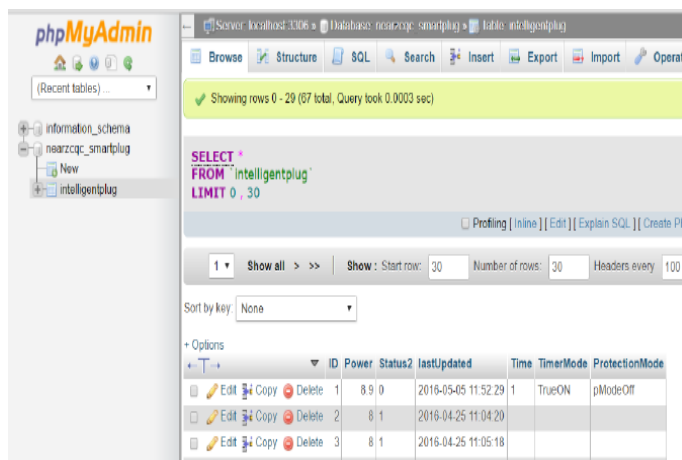 phpMyAdmin
(Recent tables) ...
information_schema
nearzcqc_smartplug
New
intelligentplug
Server: localhost:3306 » Database: nearzcqc_smartplug » Table: intelligentplug
Browse Structure SQL Search Insert Export Import Opera
Showing rows 0 - 29 (67 total, Query took 0.0003 sec)
SELECT *
FROM `intelligentplug`
LIMIT 0 , 30
Profiling [ Inline ] [ Edit ] [ Explain SQL ] [ Create P
1 Show all > >> Show : Start row: 30 Number of rows: 30 Headers every 100
Sort by key: None
+ Options
←T→ ID Power Status2 lastUpdated Time TimerMode ProtectionMode
Edit Copy Delete 1 8.9 0 2016-05-05 11:52:29 1 TrueON pModeOff
Edit Copy Delete 2 8 1 2016-04-25 11:04:20
Edit Copy Delete 3 8 1 2016-04-25 11:05:18